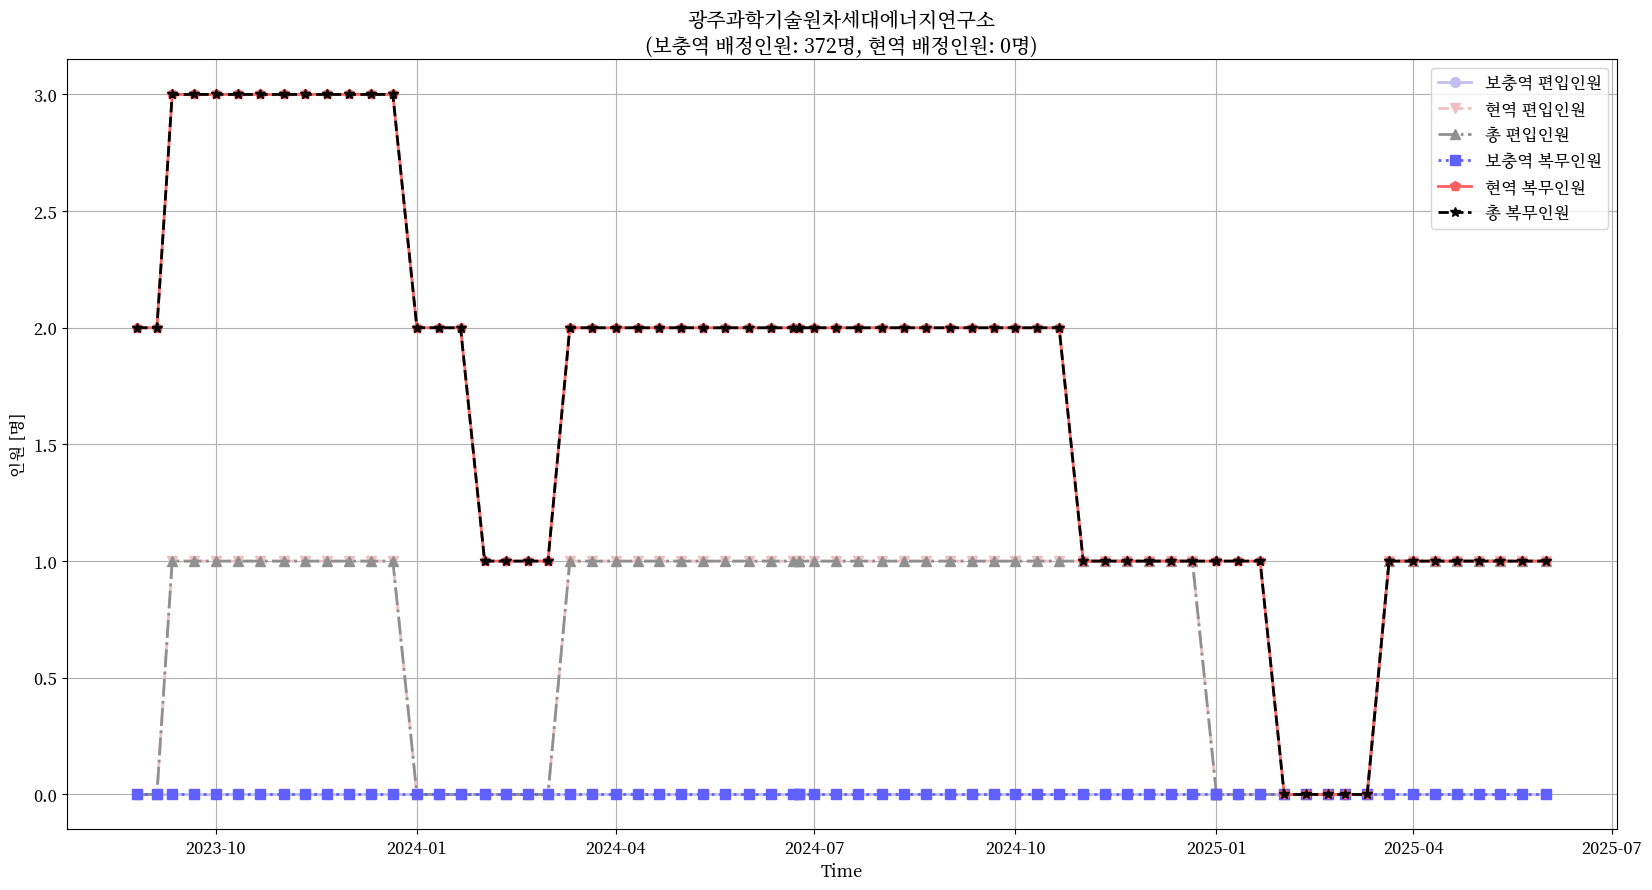 광주과학기술원차세대에너지연구소
(보충역 배정인원: 372명, 현역 배정인원: 0명)
보충역 편입인원
현역 편입인원
총 편입인원
보충역 복무인원
현역 복무인원
총 복무인원
인원 [명]
3.0
2.5
2.0
1.5
1.0
0.5
0.0
2023-10
2024-01
2024-04
2024-07
2024-10
2025-01
2025-04
2025-07
Time